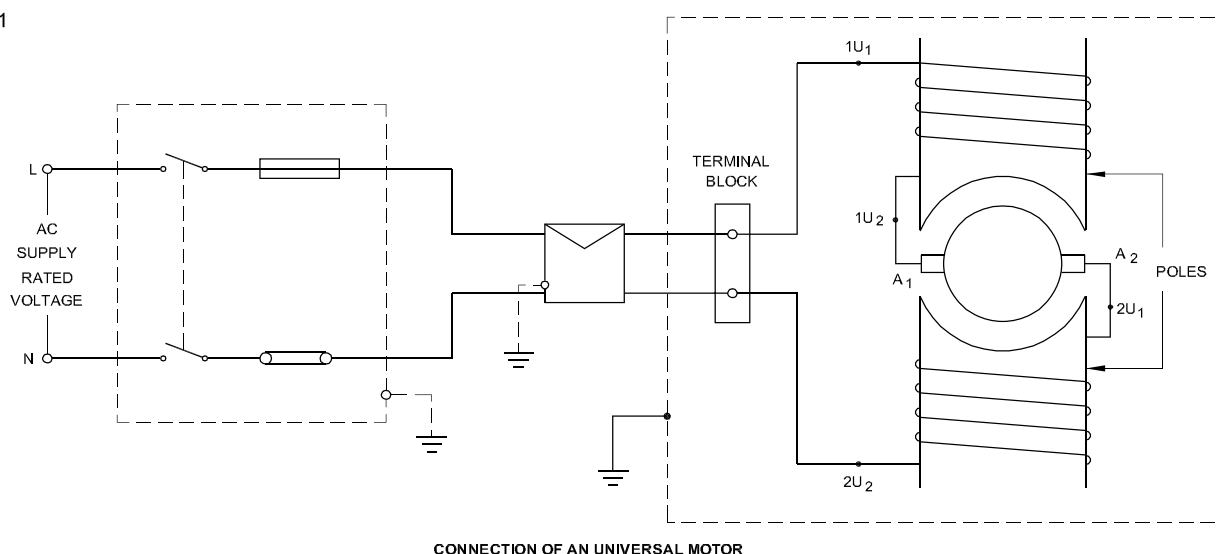 1
L
AC
SUPPLY
RATED
VOLTAGE
N
TERMINAL
BLOCK
1U1
1U2
A1
A2
POLES
2U1
2U2
CONNECTION OF AN UNIVERSAL MOTOR